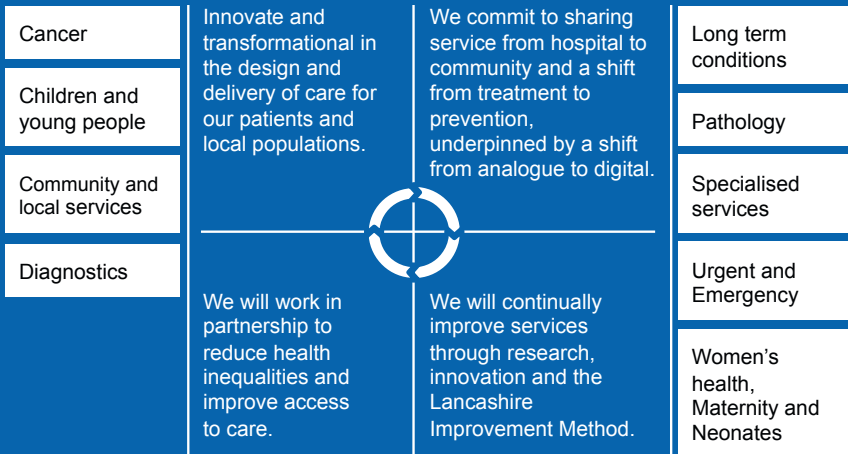 Cancer
Children and
young people
Community and
local services
Diagnostics
Innovate and
transformational in
the design and
delivery of care for
our patients and
local populations.
We commit to sharing
service from hospital to
community and a shift
from treatment to
prevention,
underpinned by a shift
from analogue to digital.
We will work in
partnership to
reduce health
inequalities and
improve access
to care.
We will continually
improve services
through research,
innovation and the
Lancashire
Improvement Method.
Long term
conditions
Pathology
Specialised
services
Urgent and
Emergency
Women’s
health,
Maternity and
Neonates